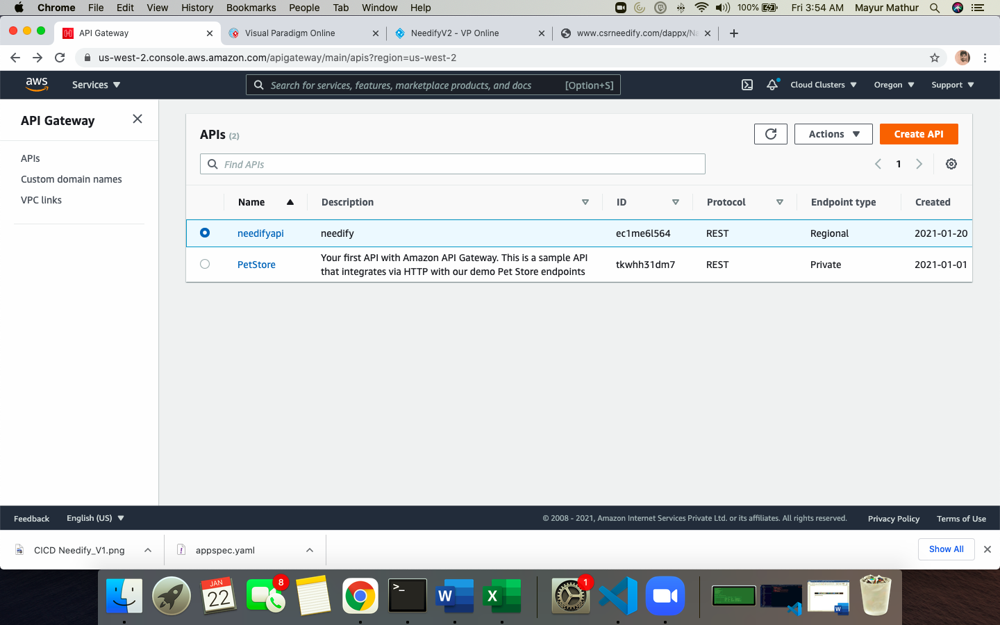 Chrome File Edit View History Bookmarks People Tab Window Help 100% Fri 3:54 AM Mayur Mathur
API Gateway Visual Paradigm Online NeedifyV2 - VP Online www.csrneedify.com/dappx/Na
us-west-2.console.aws.amazon.com/apigateway/main/apis?region=us-west-2
aws Services Search for services, features, marketplace products, and docs [Option+S] Cloud Clusters Oregon Support
API Gateway
APIs
Custom domain names
VPC links
APIs (2) Actions Create API
Find APIs 1
Name Description ID Protocol Endpoint type Created
needifyapi needify ec1me6l564 REST Regional 2021-01-20
PetStore Your first API with Amazon API Gateway. This is a sample API that integrates via HTTP with our demo Pet Store endpoints tkwhh31dm7 REST Private 2021-01-01
Feedback English (US) © 2008 - 2021, Amazon Internet Services Private Ltd. or its affiliates. All rights reserved. Privacy Policy Terms of Use
CICD Needify_V1.png appspec.yaml Show All
JAN
22
8
>_
W
X
1